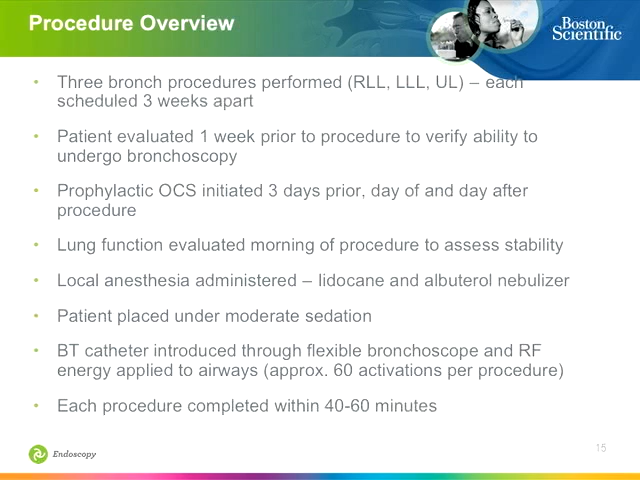 Procedure Overview
Boston
Scientific
• Three bronch procedures performed (RLL, LLL, UL) – each
scheduled 3 weeks apart
• Patient evaluated 1 week prior to procedure to verify ability to
undergo bronchoscopy
• Prophylactic OCS initiated 3 days prior, day of and day after
procedure
• Lung function evaluated morning of procedure to assess stability
• Local anesthesia administered – lidocane and albuterol nebulizer
• Patient placed under moderate sedation
• BT catheter introduced through flexible bronchoscope and RF
energy applied to airways (approx. 60 activations per procedure)
• Each procedure completed within 40-60 minutes
Endoscopy
15